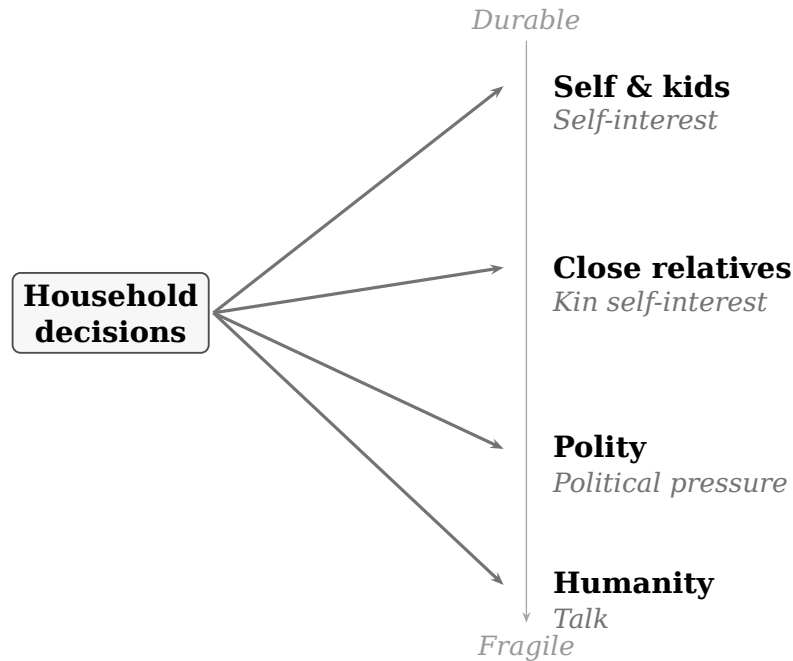 Durable
Self & kids
Self-interest
Household
decisions
Close relatives
Kin self-interest
Polity
Political pressure
Humanity
Talk
Fragile